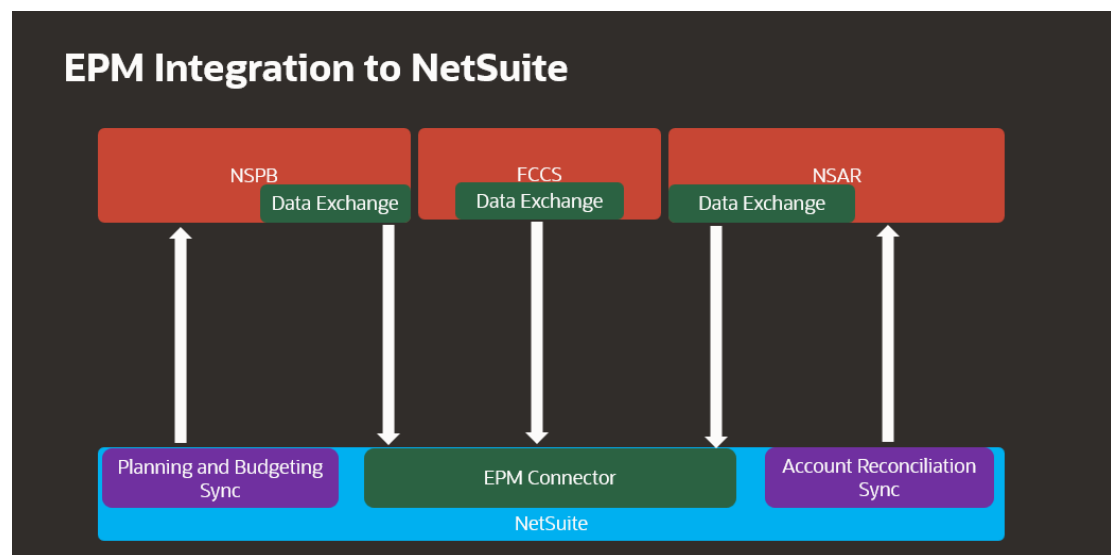 EPM Integration to NetSuite
NSPB
FCCS
NSAR
Data Exchange
Data Exchange
Data Exchange
Planning and Budgeting
Sync
EPM Connector
Account Reconciliation
Sync
NetSuite